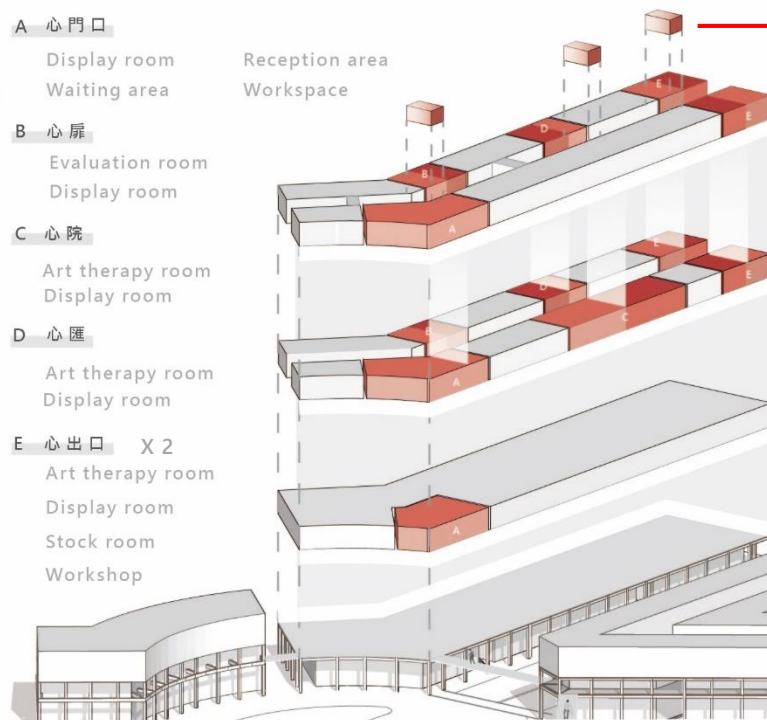 A 心門口
Display room Reception area
Waiting area Workspace
B 心扉
Evaluation room
Display room
C 心院
Art therapy room
Display room
D 心匯
Art therapy room
Display room
E 心出口 X 2
Art therapy room
Display room
Stock room
Workshop
E
D
E
B
A
E
D
E
B
C
A
A